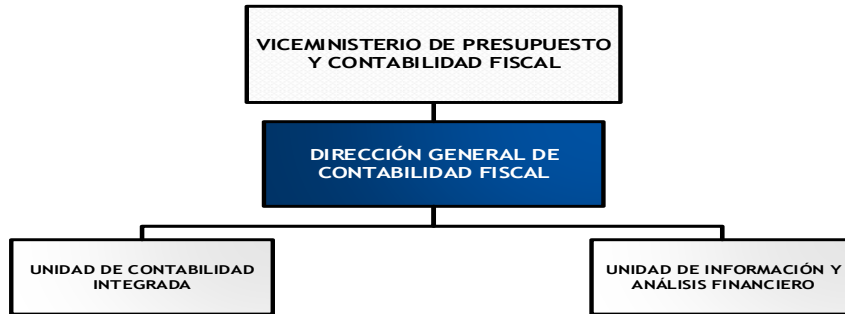 VICEMINISTERIO DE PRESUPUESTO
Y CONTABILIDAD FISCAL
DIRECCIÓN GENERAL DE
CONTABILIDAD FISCAL
UNIDAD DE CONTABILIDAD
INTEGRADA
UNIDAD DE INFORMACIÓN Y
ANÁLISIS FINANCIERO